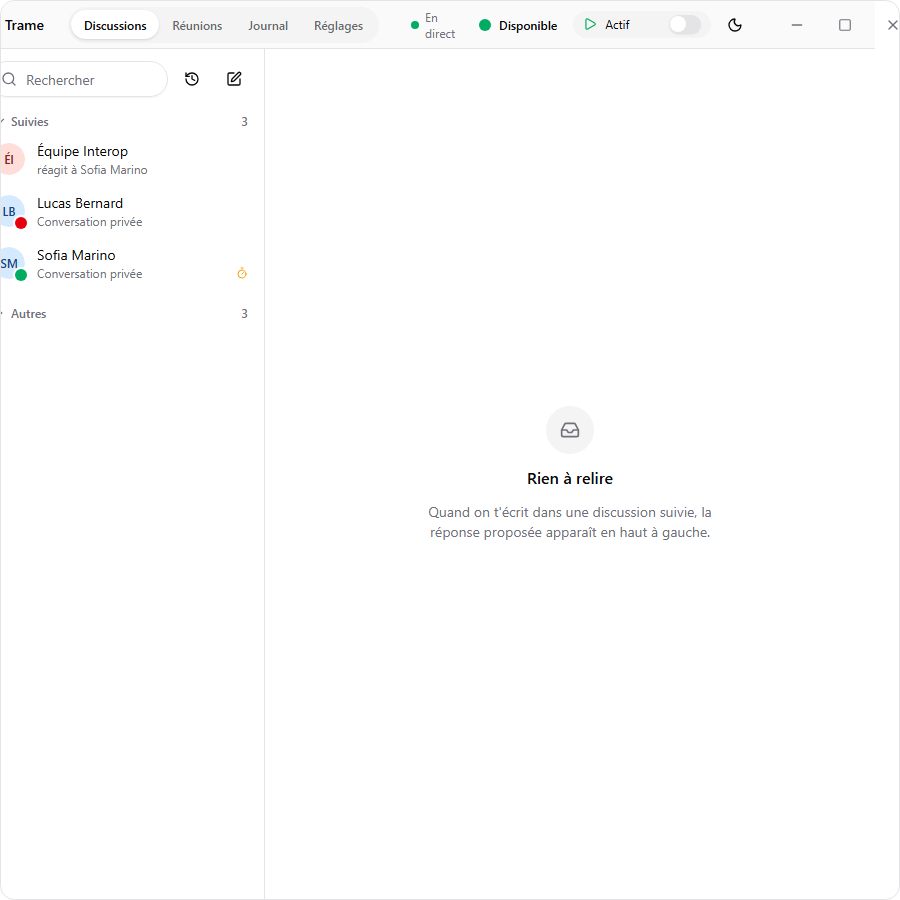 Trame
Discussions
Réunions
Journal
Réglages
En
direct
Disponible
Actif
Rechercher
Suivies 3
ÉI
Équipe Interop
réagit à Sofia Marino
LB
Lucas Bernard
Conversation privée
SM
Sofia Marino
Conversation privée
Autres 3
Rien à relire
Quand on t'écrit dans une discussion suivie, la
réponse proposée apparaît en haut à gauche.